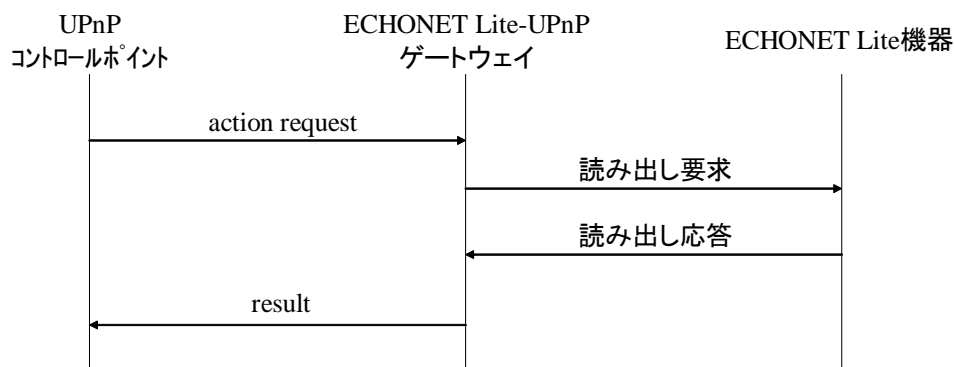 UPnP
コントロールポイント
ECHONET Lite-UPnP
ゲートウェイ
ECHONET Lite機器
action request
読み出し要求
読み出し応答
result